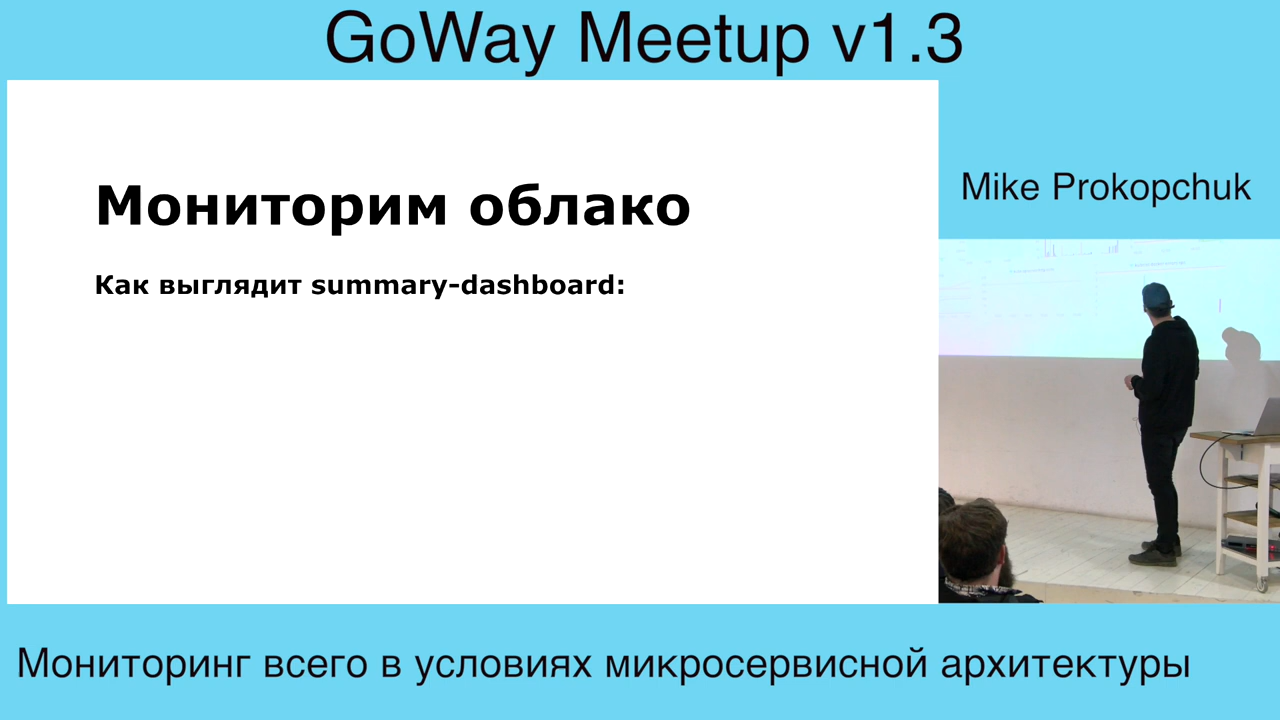 GoWay Meetup v1.3
Мониторим облако
Как выглядит summary-dashboard:
Mike Prokopchuk
Мониторинг всего в условиях микросервисной архитектуры